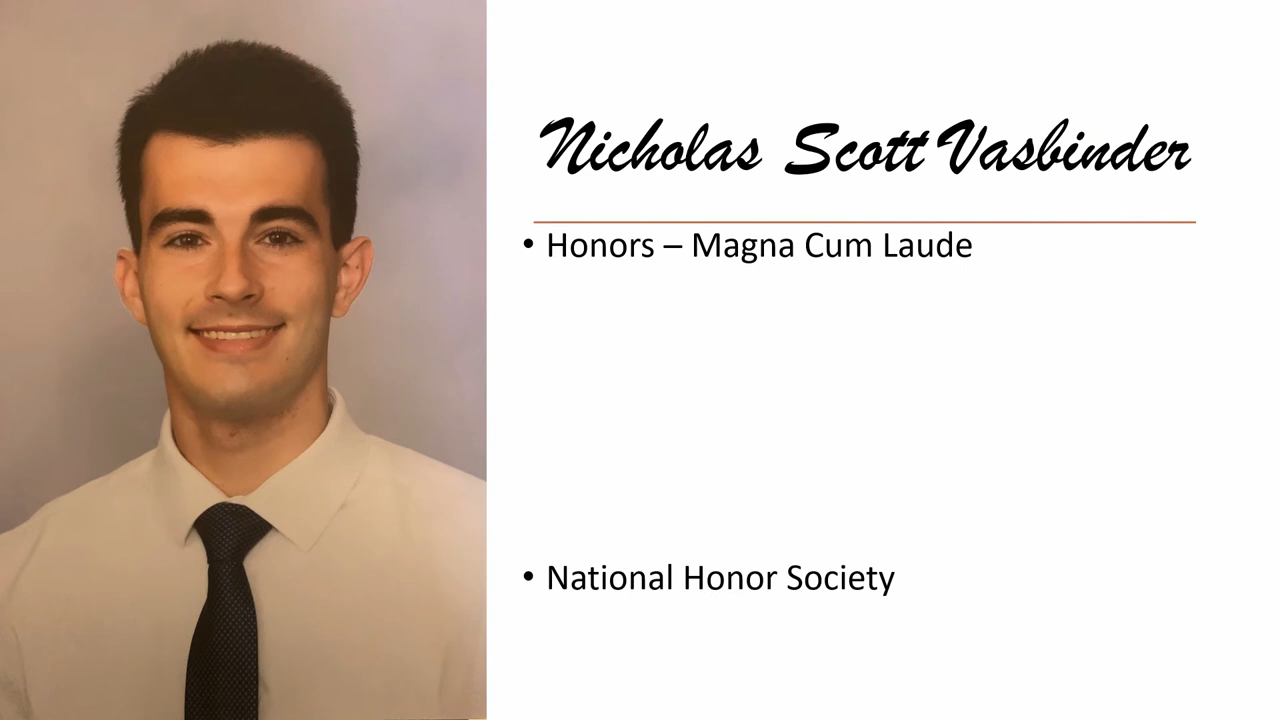 Nicholas Scott Vasbinder
• Honors – Magna Cum Laude
• National Honor Society